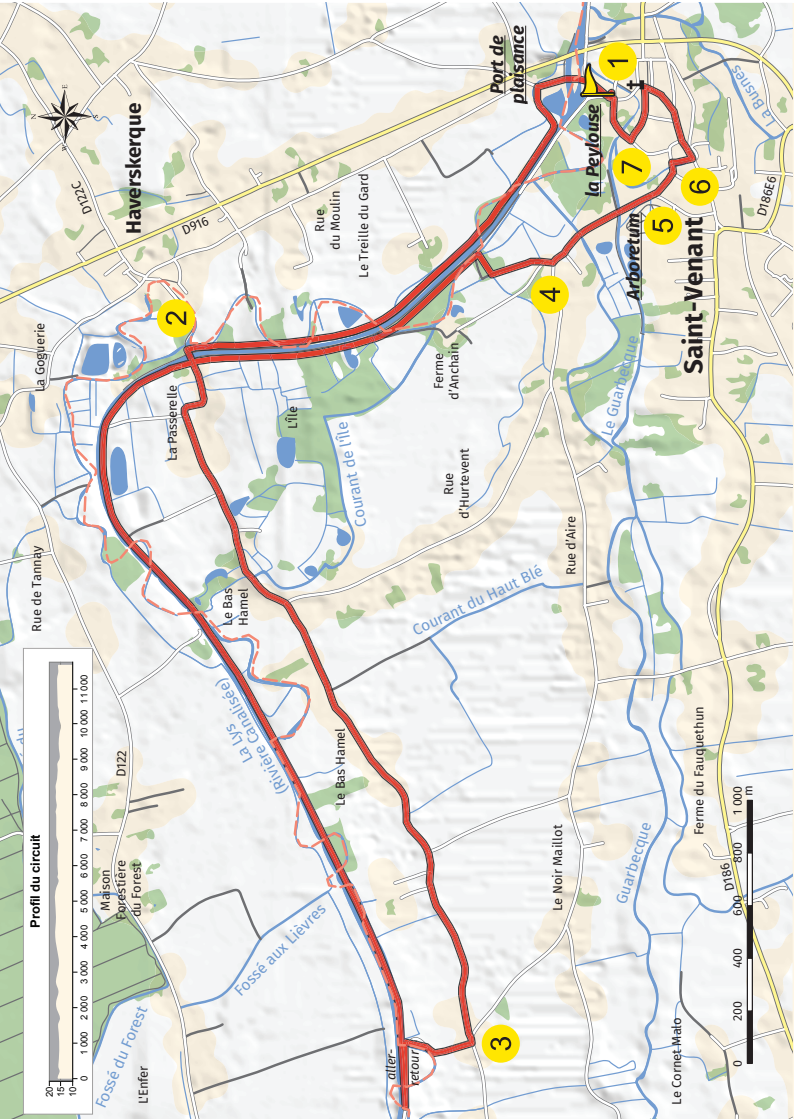 Profil du circuit
20
15
10
0
1 000
2 000
3 000
4 000
5 000
6 000
7 000
8 000
9 000
10 000
11 000
N
E
S
W
Haverskerque
D122C
D916
Port de
plaisance
1
la Peylouse
7
6
5
Arboretum
Saint-Venant
La Busnes
D186E6
Rue
du Moulin
Le Treille du Gard
4
2
La Goguerie
La Passerelle
L'Île
Courant de l'Île
Ferme
d'Anchain
Le Guarbecque
Rue
d'Hurtevent
Rue d'Aire
Courant du Haut Blé
Rue de Tannay
Le Bas
Hamel
La Lys
(Rivière Canalisée)
Le Bas Hamel
D122
Maison
Forestière
du Forest
Fossé aux Lièvres
Fossé du Forest
L'Enfer
aller-
retour
3
Le Noir Maillot
Guarbecque
Ferme du Fauquethun
D186
Le Cornet Malo
0
200
400
600
800
1 000
m